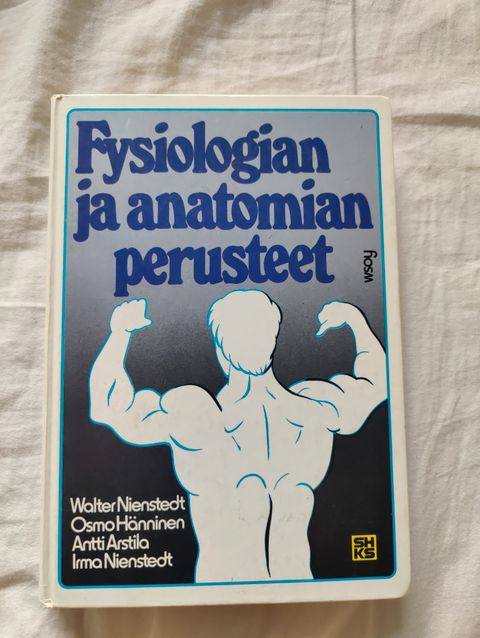 Fysiologian
ja anatomian
perusteet
wsoy
Walter Nienstedt
Osmo Hänninen
Antti Arstila
Irma Nienstedt
SH
KS